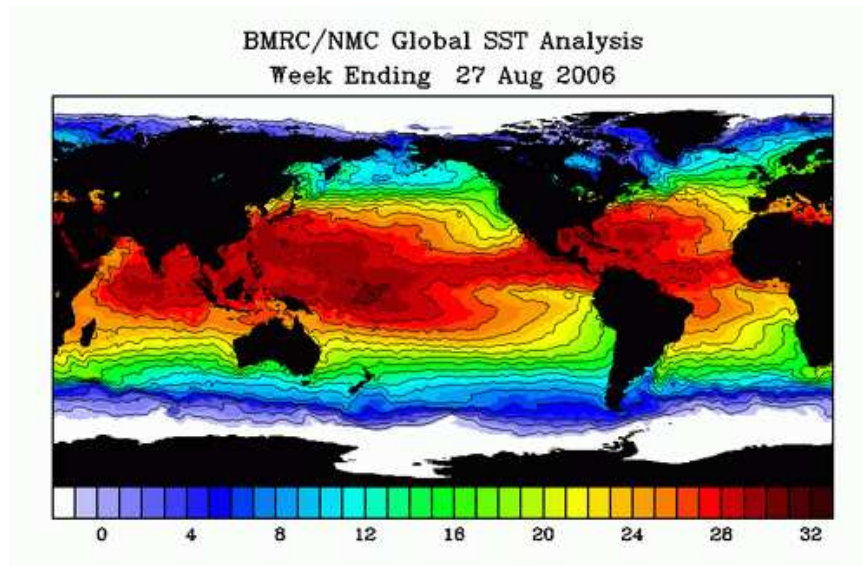 BMRC/NMC Global SST Analysis
Week Ending 27 Aug 2006
0 4 8 12 16 20 24 28 32